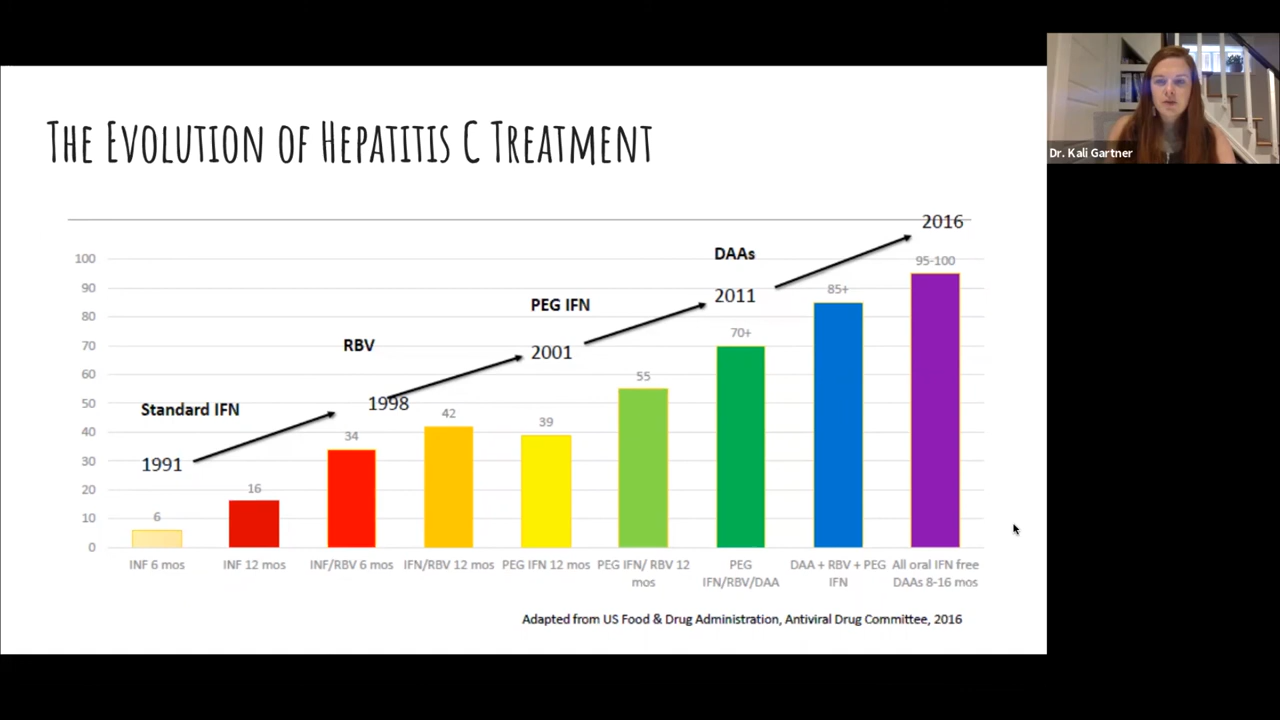 The Evolution of Hepatitis C Treatment
Dr. Kali Gartner
2016
DAAs
100
95-100
90
2011
85+
80
PEG IFN
70
RBV
2001
70+
60
55
50
Standard IFN
1998
42
40
34
39
30
1991
20
16
10
6
0
INF 6 mos
INF 12 mos
INF/RBV 6 mos
IFN/RBV 12 mos
PEG IFN 12 mos
PEG IFN/ RBV 12
mos
PEG
IFN/RBV/DAA
DAA + RBV + PEG
IFN
All oral IFN free
DAAs 8-16 mos
Adapted from US Food & Drug Administration, Antiviral Drug Committee, 2016